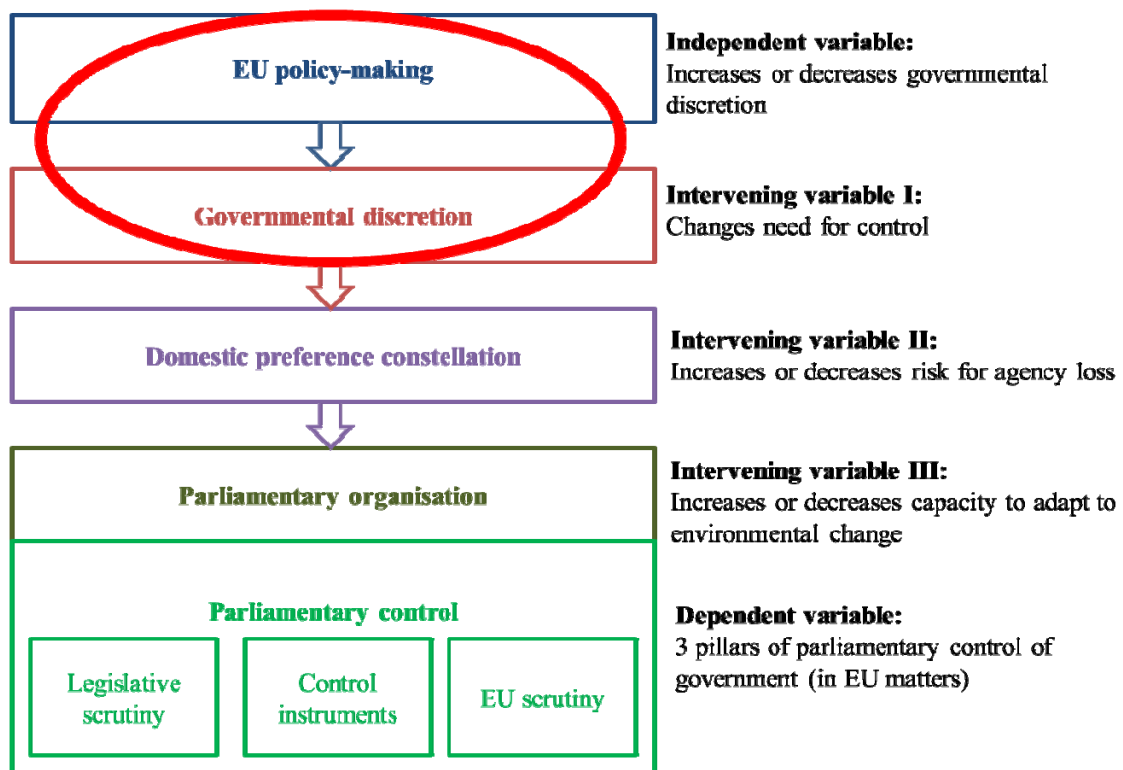 EU policy-making
Independent variable:
Increases or decreases governmental
discretion
Governmental discretion
Intervening variable I:
Changes need for control
Domestic preference constellation
Intervening variable II:
Increases or decreases risk for agency loss
Parliamentary organisation
Intervening variable III:
Increases or decreases capacity to adapt to
environmental change
Parliamentary control
Legislative
scrutiny
Control
instruments
EU scrutiny
Dependent variable:
3 pillars of parliamentary control of
government (in EU matters)